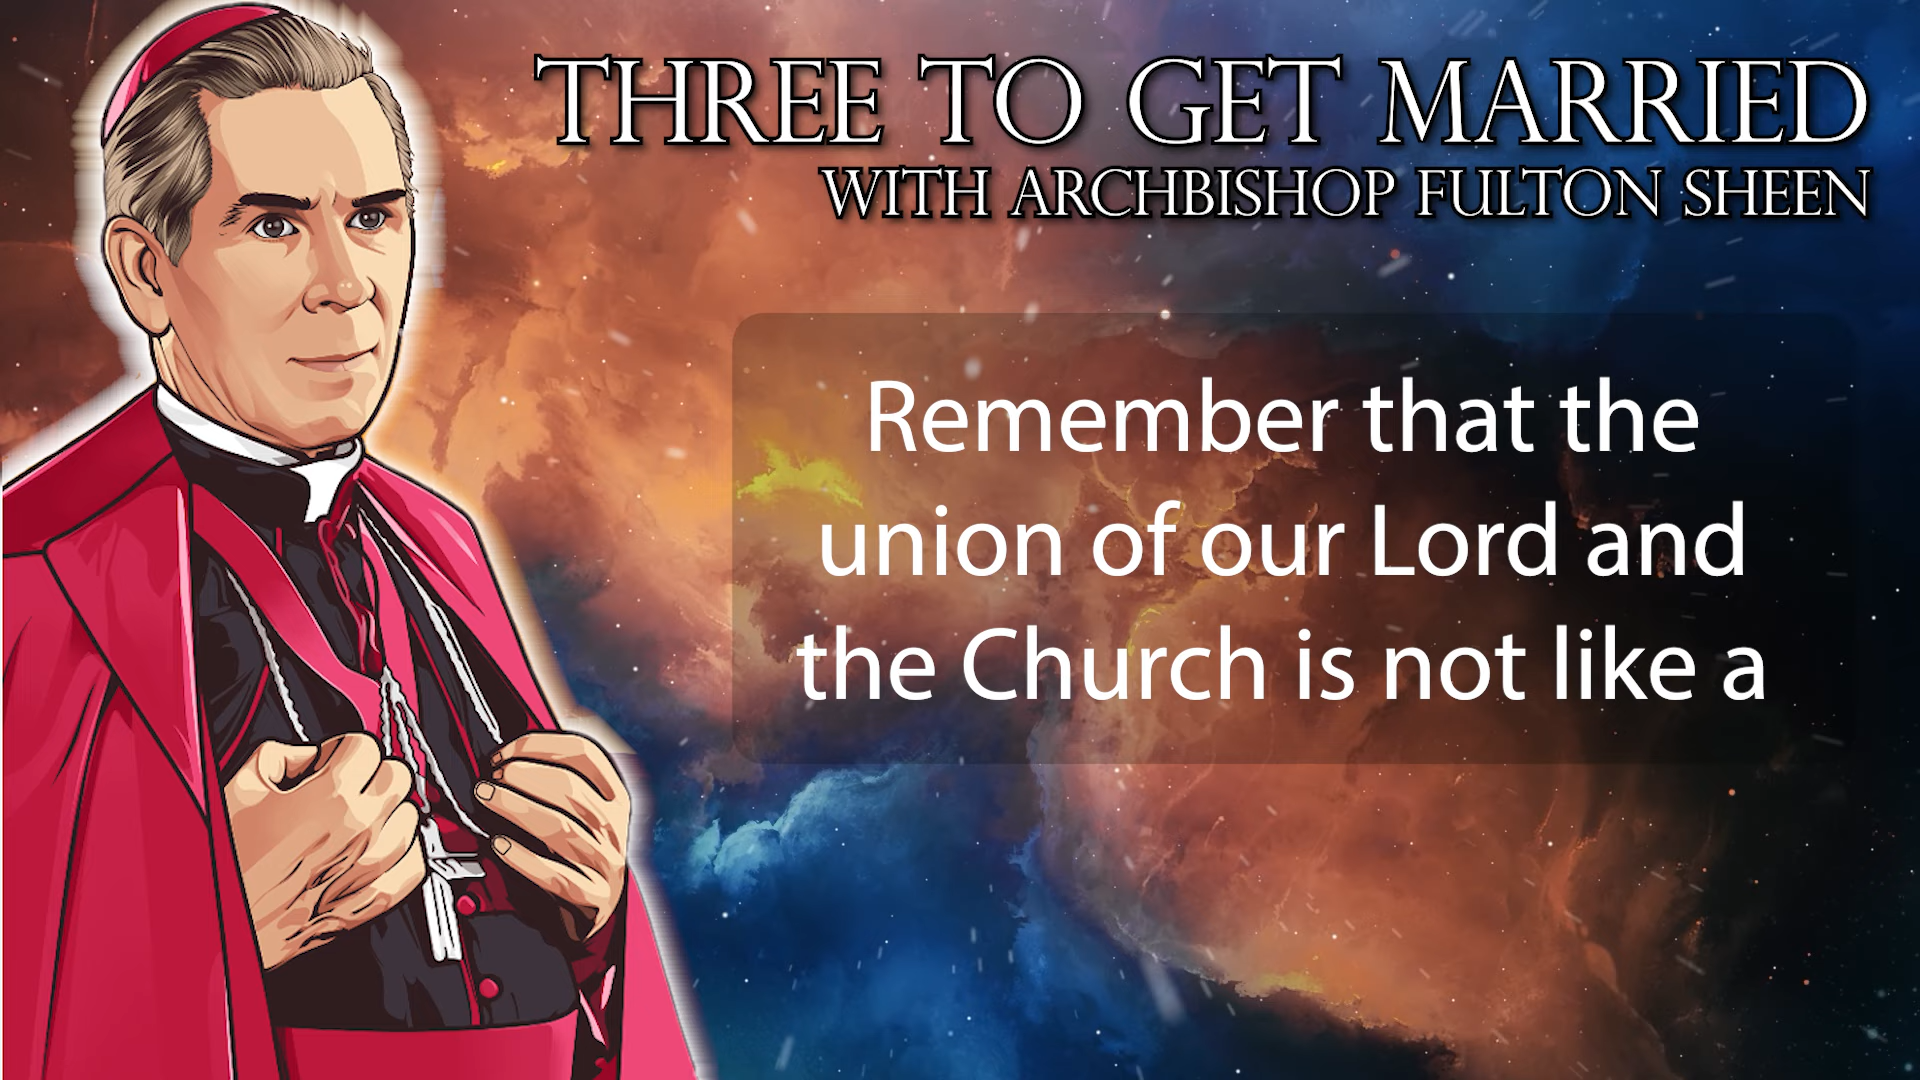 THREE TO GET MARRIED
WITH ARCHBISHOP FULTON SHEEN
Remember that the
union of our Lord and
the Church is not like a